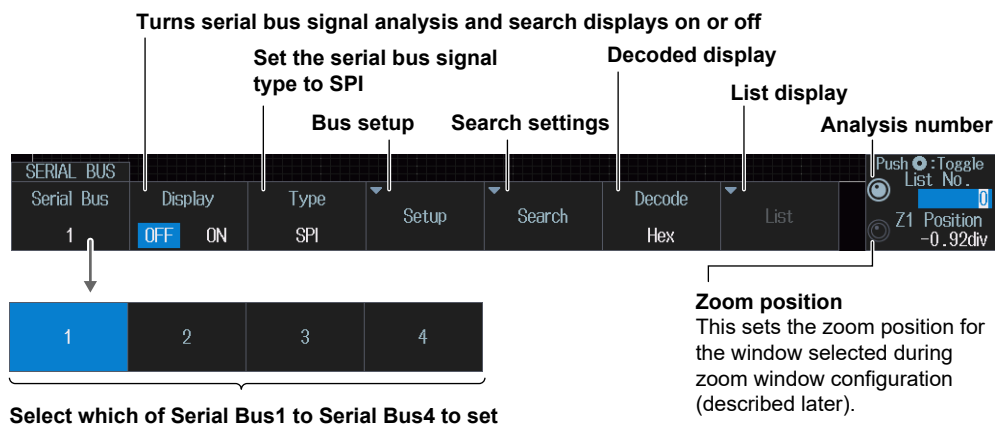 Turns serial bus signal analysis and search displays on or off
Set the serial bus signal
type to SPI
Decoded display
List display
Bus setup
Search settings
Analysis number
SERIAL BUS
Serial Bus
1
Display
OFF ON
Type
SPI
Setup
Search
Decode
Hex
List
Push :Toggle
List No.
0
Z1 Position
-0.92div
1
2
3
4
Select which of Serial Bus1 to Serial Bus4 to set
Zoom position
This sets the zoom position for
the window selected during
zoom window configuration
(described later).